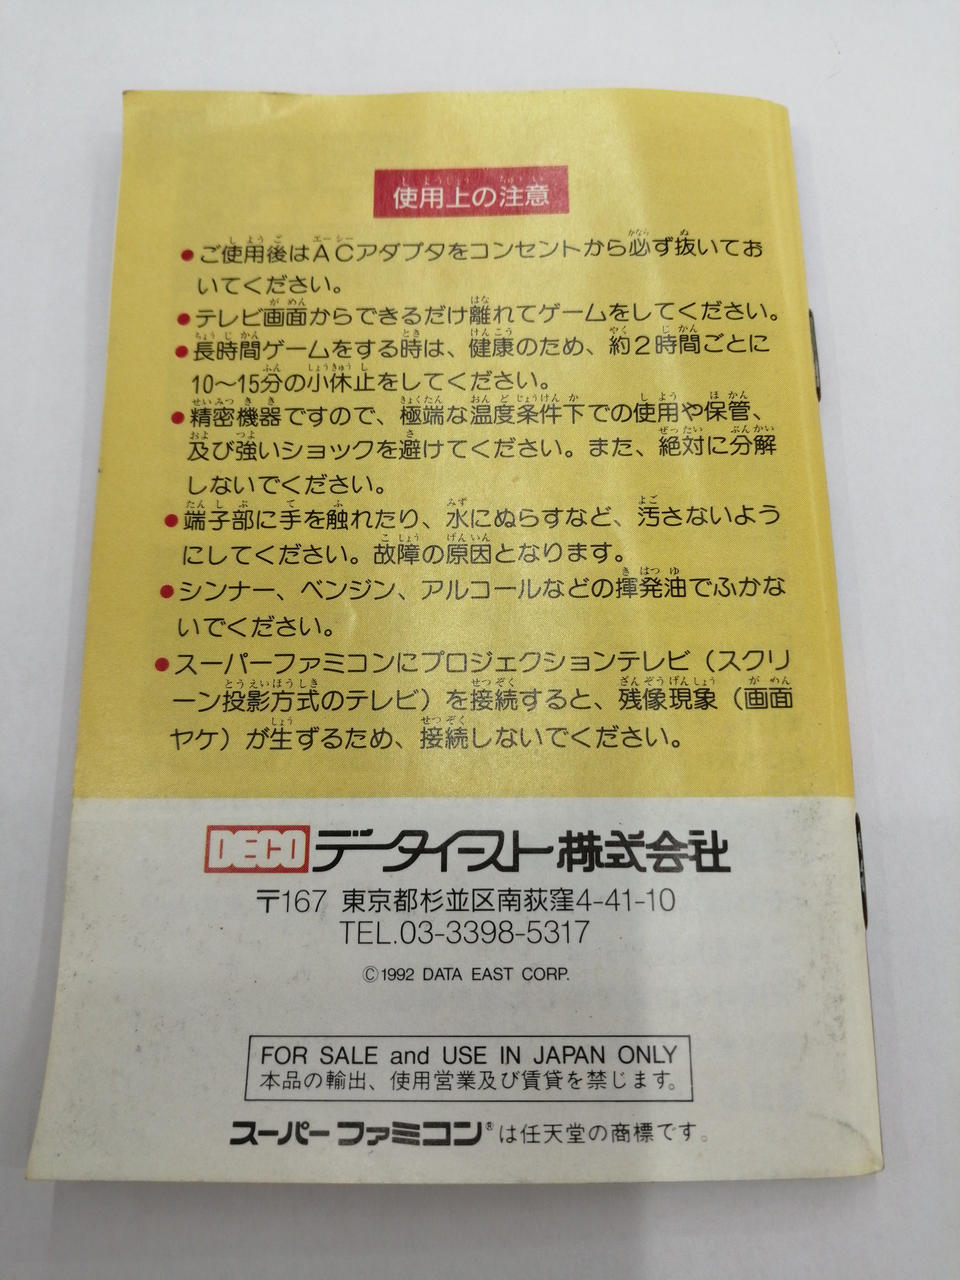 使用上の注意
●ご使用後はACアダプタをコンセントから必ず抜いてお
いてください。
●テレビ画面からできるだけ離れてゲームをしてください。
●長時間ゲームをする時は、健康のため、約2時間ごとに
10〜15分の小休止をしてください。
●精密機器ですので、極端な温度条件下での使用や保管、
及び強いショックを避けてください。また、絶対に分解
しないでください。
●端子部に手を触れたり、水にぬらすなど、汚さないよう
にしてください。故障の原因となります。
●シンナー、ベンジン、アルコールなどの揮発油でふかな
いでください。
●スーパーファミコンにプロジェクションテレビ（スクリ
ーン投影方式のテレビ）を接続すると、残像現象（画面
ヤケ）が生ずるため、接続しないでください。
DECO データイースト株式会社
〒167 東京都杉並区南荻窪4-41-10
TEL.03-3398-5317
©1992 DATA EAST CORP.
FOR SALE and USE IN JAPAN ONLY
本品の輸出、使用営業及び賃貸を禁じます。
スーパーファミコン®は任天堂の商標です。